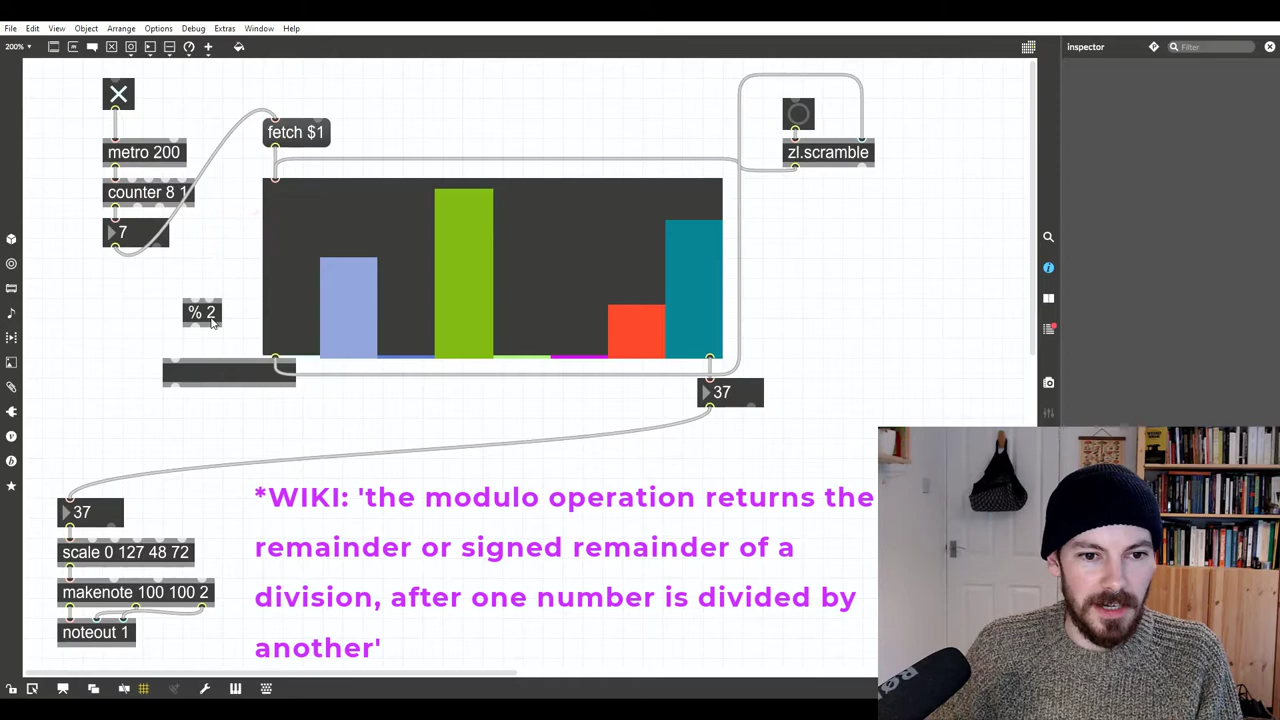 File Edit View Object Arrange Options Debug Extras Window Help
200%
inspector
Filter
fetch $1
metro 200
zl.scramble
counter 8 1
7
% 2
37
37
scale 0 127 48 72
makenote 100 100 2
noteout 1
*WIKI: 'the modulo operation returns the
remainder or signed remainder of a
division, after one number is divided by
another'